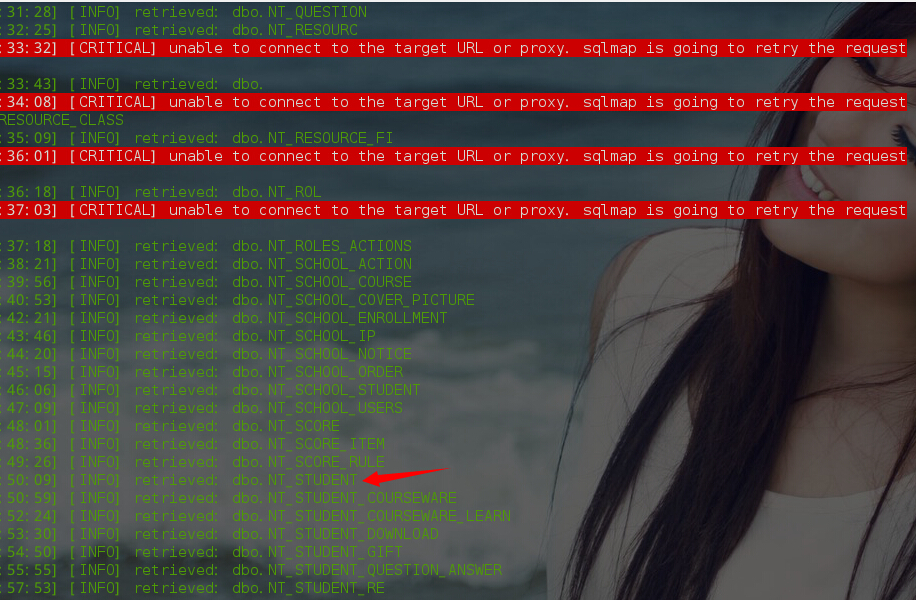 :31:28] [INFO] retrieved: dbo.NT_QUESTION
:32:25] [INFO] retrieved: dbo.NT_RESOURC
:33:32] [CRITICAL] unable to connect to the target URL or proxy. sqlmap is going to retry the request
:33:43] [INFO] retrieved: dbo.
:34:08] [CRITICAL] unable to connect to the target URL or proxy. sqlmap is going to retry the request
RESOURCE_CLASS
:35:09] [INFO] retrieved: dbo.NT_RESOURCE_FI
:36:01] [CRITICAL] unable to connect to the target URL or proxy. sqlmap is going to retry the request
:36:18] [INFO] retrieved: dbo.NT_ROL
:37:03] [CRITICAL] unable to connect to the target URL or proxy. sqlmap is going to retry the request
:37:18] [INFO] retrieved: dbo.NT_ROLES_ACTIONS
:38:21] [INFO] retrieved: dbo.NT_SCHOOL_ACTION
:39:56] [INFO] retrieved: dbo.NT_SCHOOL_COURSE
:40:53] [INFO] retrieved: dbo.NT_SCHOOL_COVER_PICTURE
:42:21] [INFO] retrieved: dbo.NT_SCHOOL_ENROLLMENT
:43:46] [INFO] retrieved: dbo.NT_SCHOOL_IP
:44:20] [INFO] retrieved: dbo.NT_SCHOOL_NOTICE
:45:15] [INFO] retrieved: dbo.NT_SCHOOL_ORDER
:46:06] [INFO] retrieved: dbo.NT_SCHOOL_STUDENT
:47:09] [INFO] retrieved: dbo.NT_SCHOOL_USERS
:48:01] [INFO] retrieved: dbo.NT_SCORE
:48:36] [INFO] retrieved: dbo.NT_SCORE_ITEM
:49:26] [INFO] retrieved: dbo.NT_SCORE_RULE
:50:09] [INFO] retrieved: dbo.NT_STUDENT
:50:59] [INFO] retrieved: dbo.NT_STUDENT_COURSEWARE
:52:24] [INFO] retrieved: dbo.NT_STUDENT_COURSEWARE_LEARN
:53:30] [INFO] retrieved: dbo.NT_STUDENT_DOWNLOAD
:54:50] [INFO] retrieved: dbo.NT_STUDENT_GIFT
:55:55] [INFO] retrieved: dbo.NT_STUDENT_QUESTION_ANSWER
:57:53] [INFO] retrieved: dbo.NT_STUDENT_RE